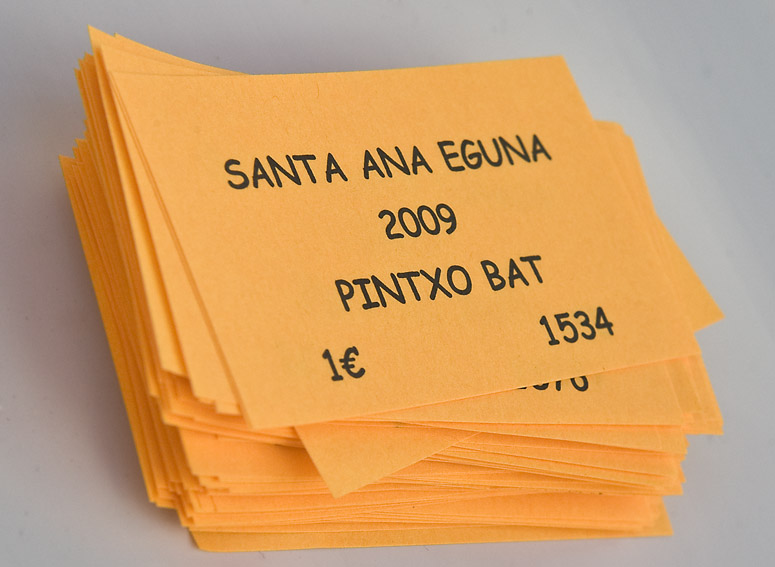 SANTA ANA EGUNA
2009
PINTXO BAT
1€ 1534